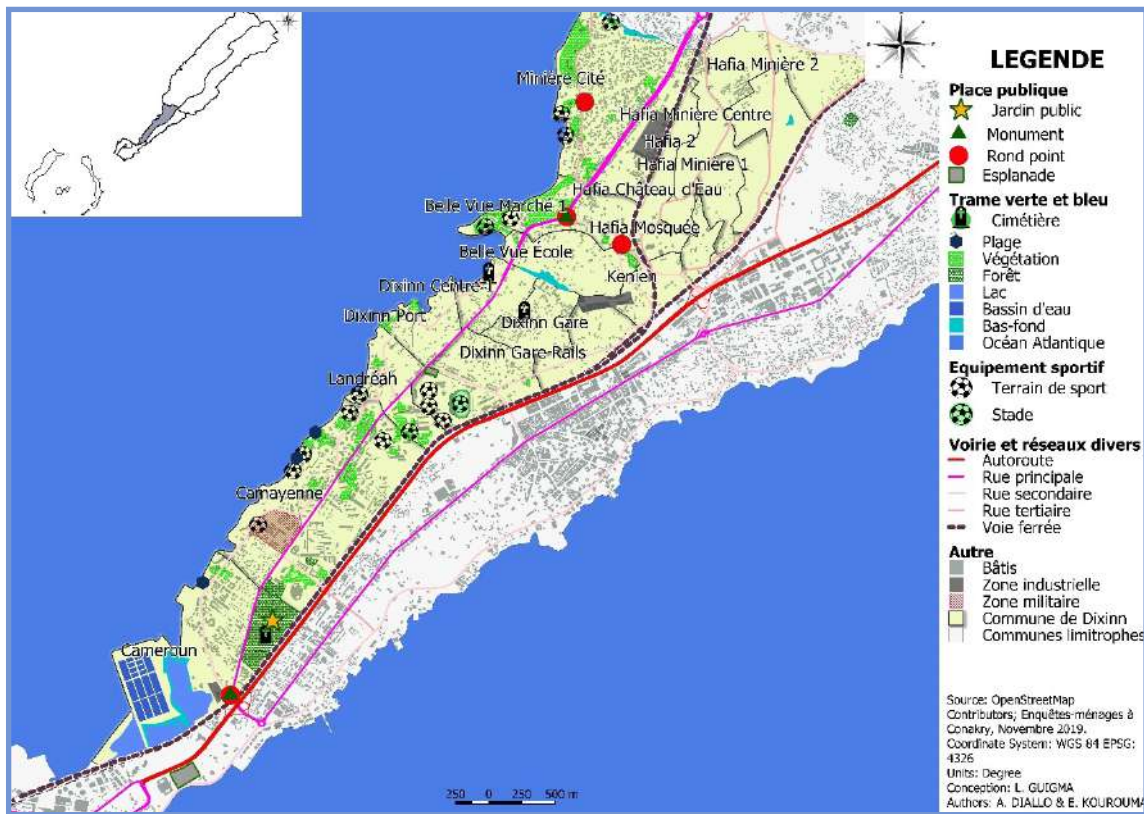 Minière Cité
Hafia Minière 2
Hafia Minière Centre
Hafia 2
Hafia Minière 1
Hafia Château d'Eau
Belle Vue Marché 1
Hafia Mosquée
Belle Vue École
Kenien
Dixinn Centre 1
Dixinn Port
Dixinn Gare
Dixinn Gare-Rails
Landréah
Camayenne
Cameroun
250 0 250 500 m
LEGENDE
Place publique
Jardin public
Monument
Rond point
Esplanade
Trame verte et bleu
Cimétière
Plage
Végétation
Forêt
Lac
Bassin d'eau
Bas-fond
Océan Atlantique
Equipement sportif
Terrain de sport
Stade
Voirie et réseaux divers
Autoroute
Rue principale
Rue secondaire
Rue tertiaire
Voie ferrée
Autre
Bâtis
Zone industrielle
Zone militaire
Commune de Dixinn
Communes limitrophes
Source: OpenStreetMap
Contributors; Enquêtes-ménages à
Conakry, Novembre 2019.
Coordinate System: WGS 84 EPSG:
4326
Units: Degree
Conception: L. GUIGMA
Authors: A. DIALLO & E. KOUROUMA